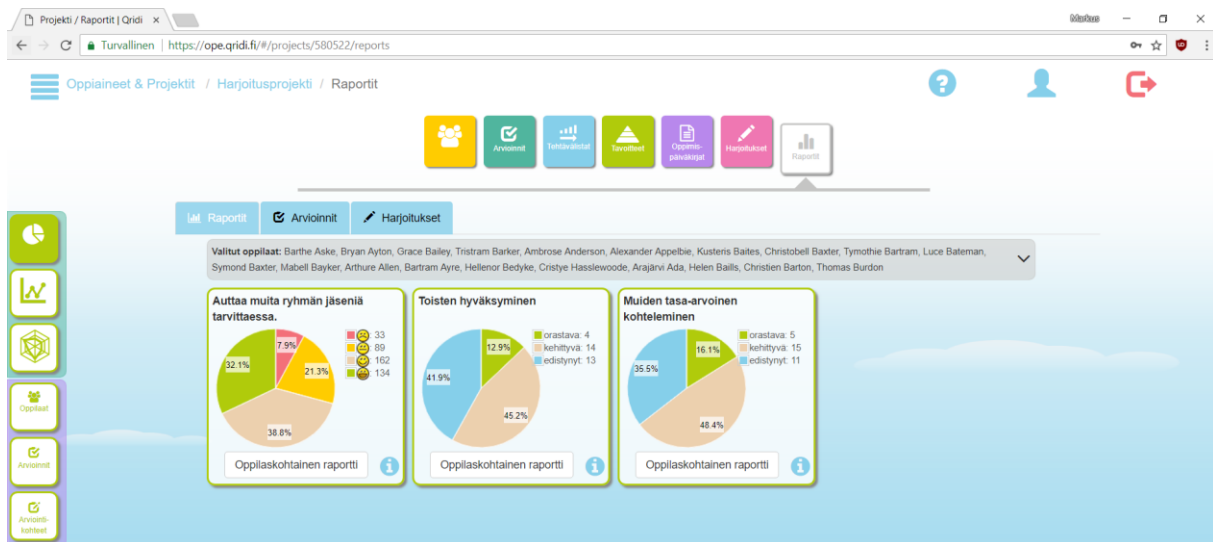 Projekti / Raportit | Qridi
Markus
Turvallinen | https://ope.qridi.fi/#/projects/580522/reports
Oppiaineet & Projektit / Harjoitusprojekti / Raportit
Arvioinnit
Tehtävälistat
Tavoitteet
Oppimis-
päiväkirjat
Harjoitukset
Raportit
Raportit
Arvioinnit
Harjoitukset
Valitut oppilaat: Barthe Aske, Bryan Ayton, Grace Bailey, Tristram Barker, Ambrose Anderson, Alexander Appelbie, Kusteris Baites, Christobell Baxter, Tymothie Bartram, Luce Bateman,
Symond Baxter, Mabell Bayker, Arthure Allen, Bartram Ayre, Hellenor Bedyke, Cristye Hasslewoode, Arajärvi Ada, Helen Baills, Christien Barton, Thomas Burdon
Auttaa muita ryhmän jäseniä
tarvittaessa.
: 33
: 89
: 162
: 134
7.9%
21.3%
38.8%
32.1%
Oppilaskohtainen raportti
Toisten hyväksyminen
orastava: 4
kehittyvä: 14
edistynyt: 13
12.9%
45.2%
41.9%
Oppilaskohtainen raportti
Muiden tasa-arvoinen
kohteleminen
orastava: 5
kehittyvä: 15
edistynyt: 11
16.1%
48.4%
35.5%
Oppilaskohtainen raportti
Oppilaat
Arvioinnit
Arviointi-
kohteet